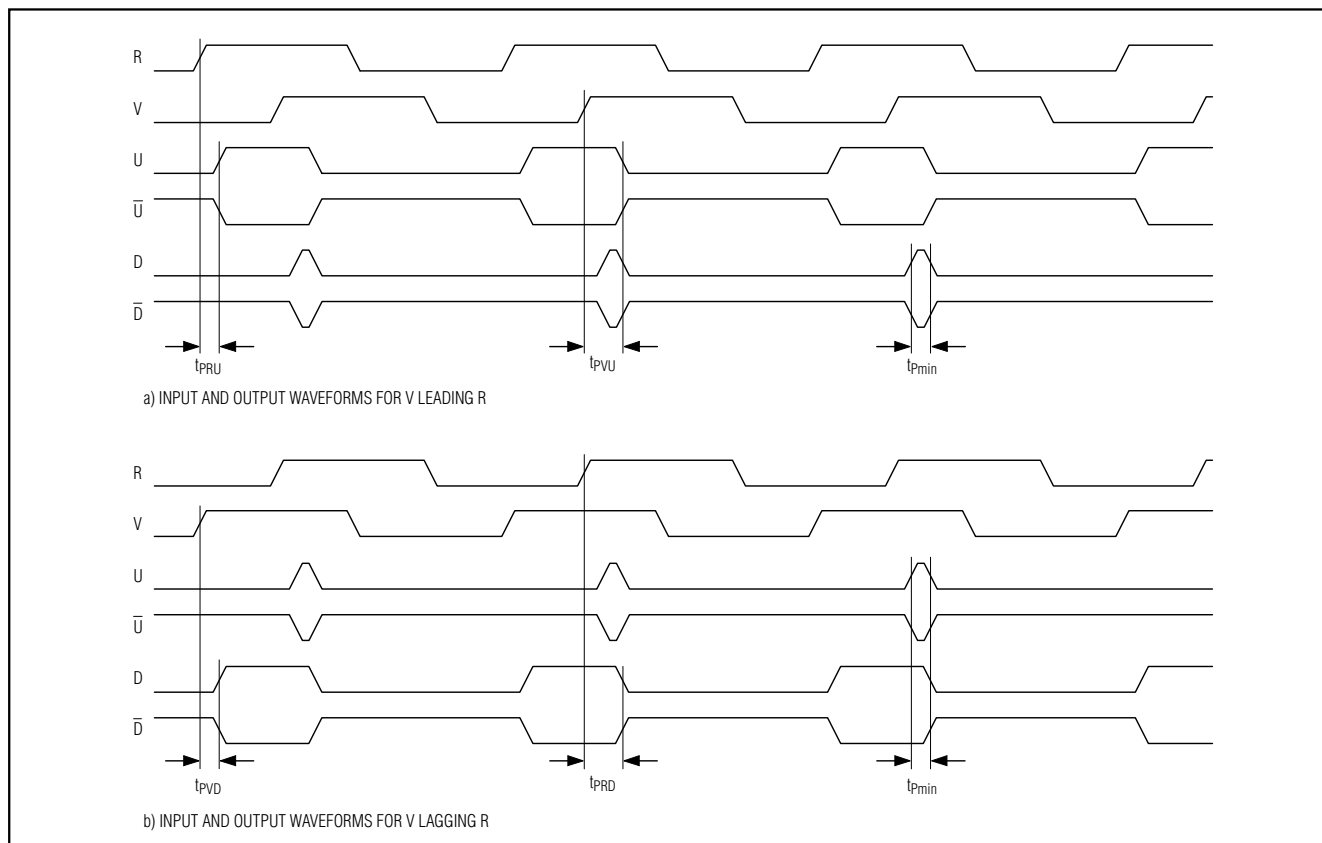 R
V
U
U̅
D
D̅
tPRU
tPVU
tPmin
a) INPUT AND OUTPUT WAVEFORMS FOR V LEADING R
R
V
U
U̅
D
D̅
tPVD
tPRD
tPmin
b) INPUT AND OUTPUT WAVEFORMS FOR V LAGGING R